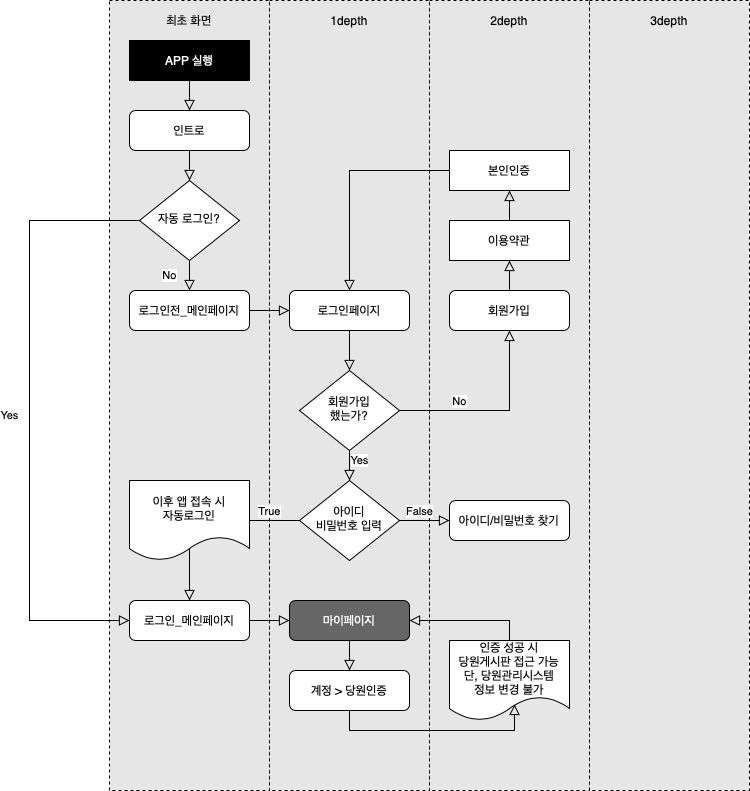 최초 화면
1depth
2depth
3depth
APP 실행
인트로
자동 로그인?
No
Yes
로그인전_메인페이지
로그인페이지
본인인증
이용약관
회원가입
회원가입
했는가?
No
Yes
아이디
비밀번호 입력
True
False
이후 앱 접속 시
자동로그인
아이디/비밀번호 찾기
로그인_메인페이지
마이페이지
계정 > 당원인증
인증 성공 시
당원게시판 접근 가능
단, 당원관리시스템
정보 변경 불가